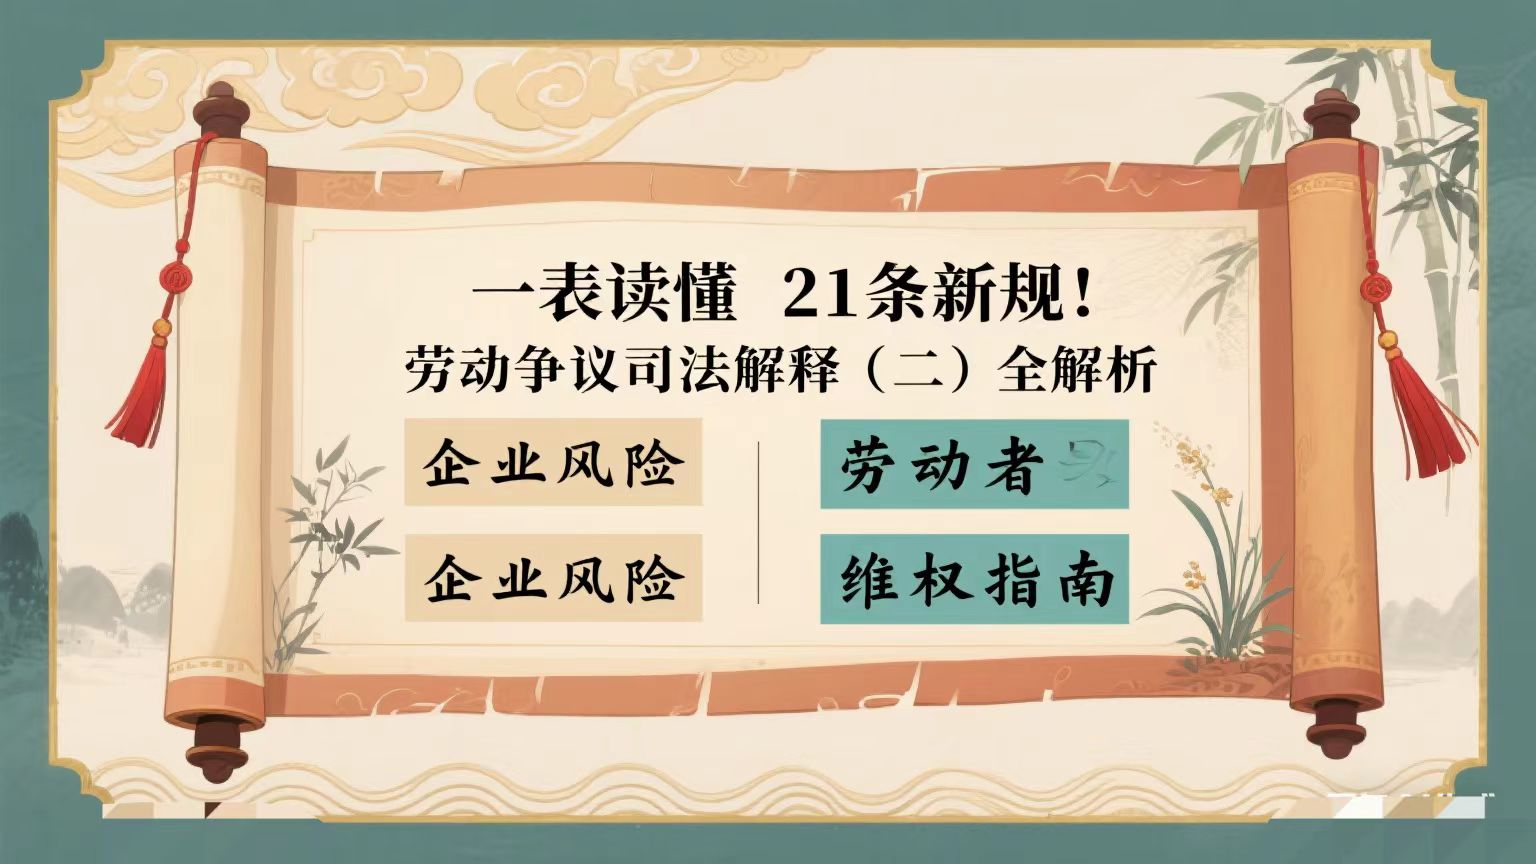 一表读懂 21条新规！
劳动争议司法解释（二）全解析
企业风险
劳动者
企业风险
维权指南